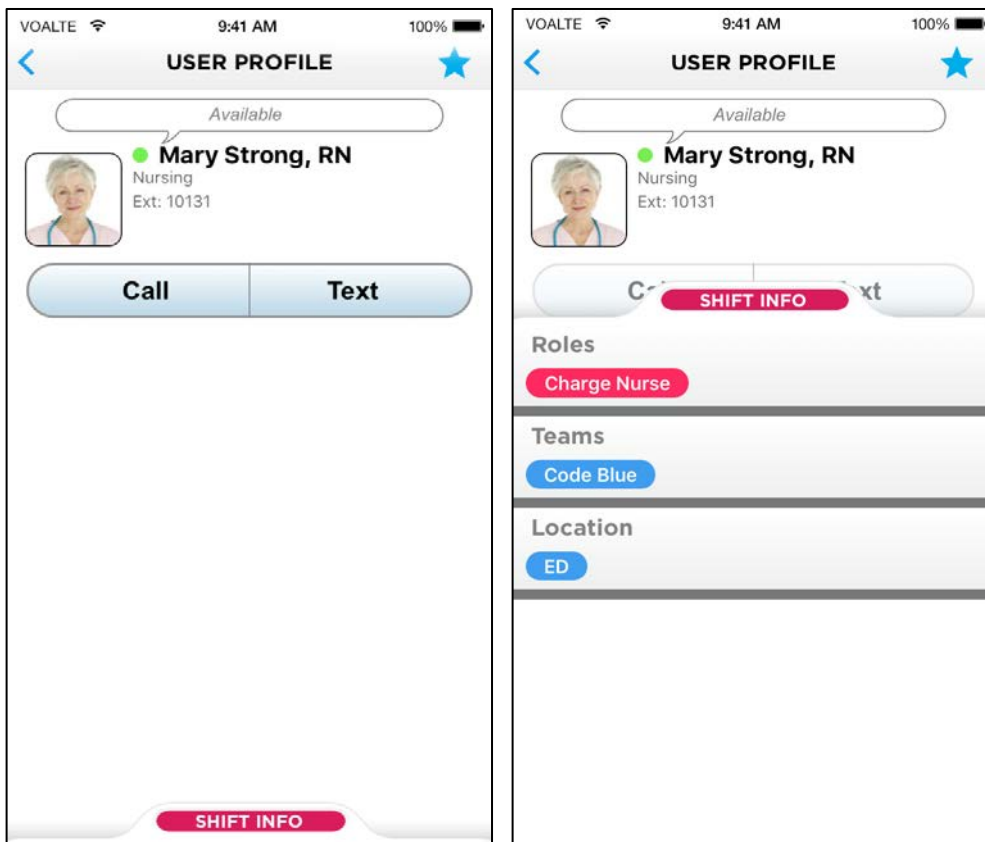 VOALTE 9:41 AM 100%
USER PROFILE
Available
Mary Strong, RN
Nursing
Ext: 10131
Call Text
SHIFT INFO
VOALTE 9:41 AM 100%
USER PROFILE
Available
Mary Strong, RN
Nursing
Ext: 10131
SHIFT INFO
Roles
Charge Nurse
Teams
Code Blue
Location
ED